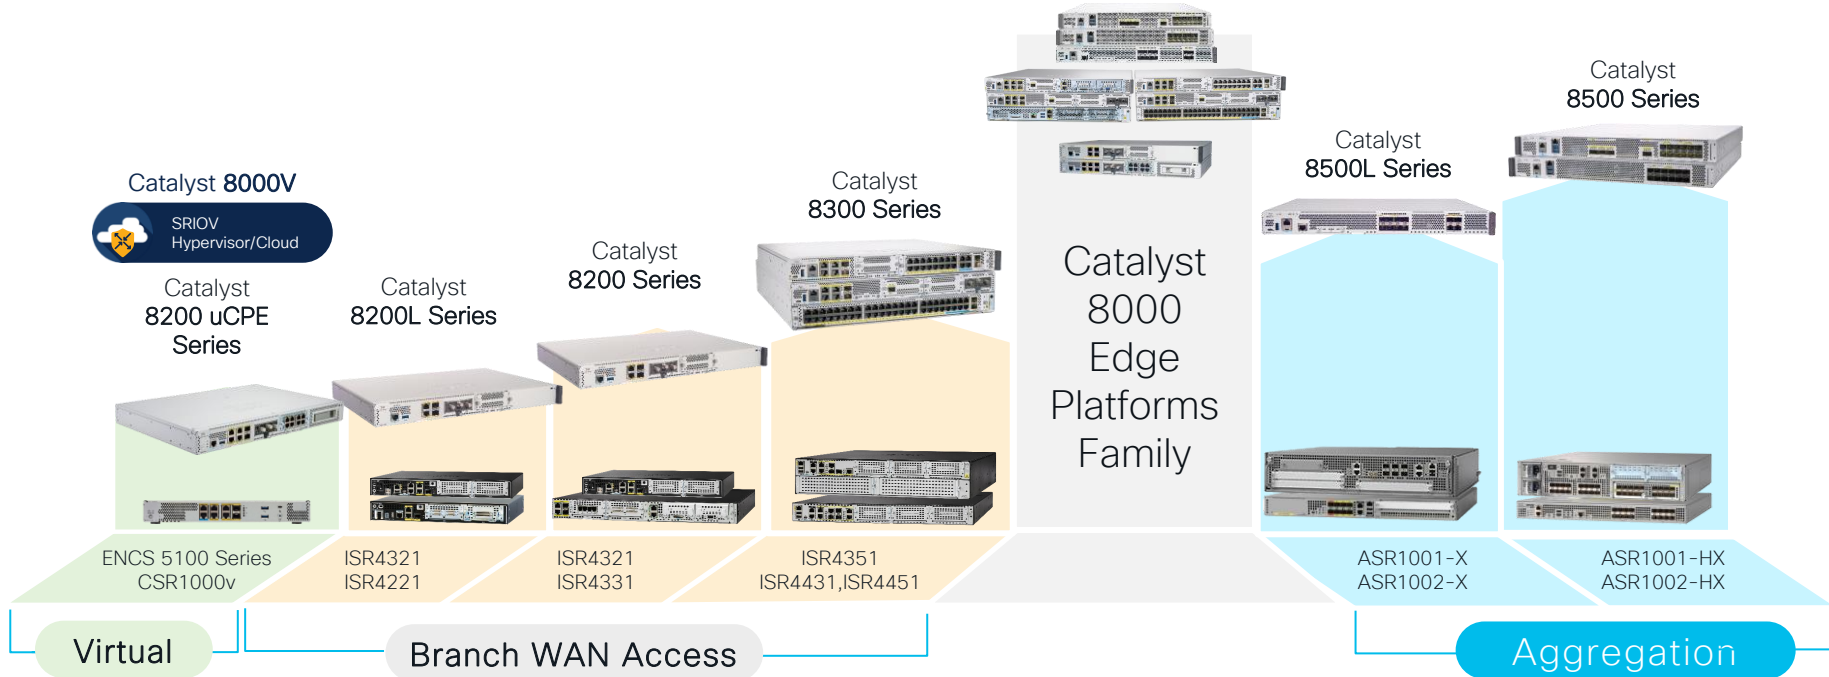 Catalyst 8000V
SRIOV
Hypervisor/Cloud
Catalyst
8200 uCPE
Series
Catalyst
8200L Series
Catalyst
8200 Series
Catalyst
8300 Series
Catalyst
8000
Edge
Platforms
Family
Catalyst
8500L Series
Catalyst
8500 Series
ENCS 5100 Series
CSR1000v
ISR4321
ISR4221
ISR4321
ISR4331
ISR4351
ISR4431,ISR4451
ASR1001-X
ASR1002-X
ASR1001-HX
ASR1002-HX
Virtual
Branch WAN Access
Aggregation